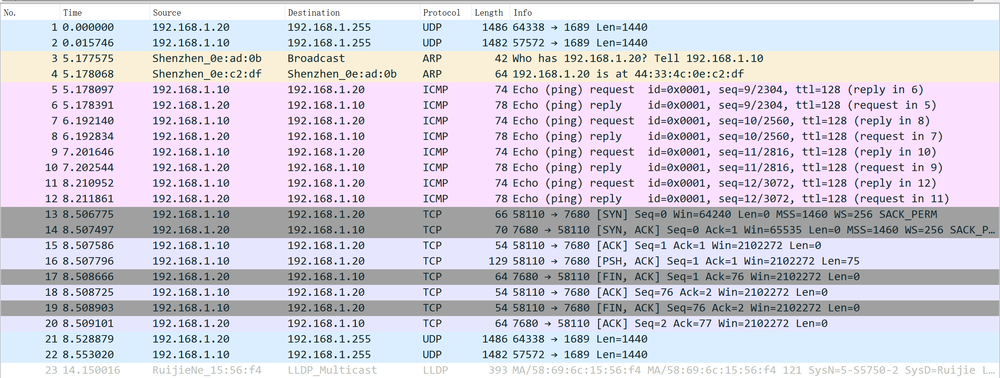 No. Time Source Destination Protocol Length Info
1 0.000000 192.168.1.20 192.168.1.255 UDP 1486 64338 → 1689 Len=1440
2 0.015746 192.168.1.10 192.168.1.255 UDP 1482 57572 → 1689 Len=1440
3 5.177575 Shenzhen_0e:ad:0b Broadcast ARP 42 Who has 192.168.1.20? Tell 192.168.1.10
4 5.178068 Shenzhen_0e:c2:df Shenzhen_0e:ad:0b ARP 64 192.168.1.20 is at 44:33:4c:0e:c2:df
5 5.178097 192.168.1.10 192.168.1.20 ICMP 74 Echo (ping) request id=0x0001, seq=9/2304, ttl=128 (reply in 6)
6 5.178391 192.168.1.20 192.168.1.10 ICMP 78 Echo (ping) reply id=0x0001, seq=9/2304, ttl=128 (request in 5)
7 6.192140 192.168.1.10 192.168.1.20 ICMP 74 Echo (ping) request id=0x0001, seq=10/2560, ttl=128 (reply in 8)
8 6.192834 192.168.1.20 192.168.1.10 ICMP 78 Echo (ping) reply id=0x0001, seq=10/2560, ttl=128 (request in 7)
9 7.201646 192.168.1.10 192.168.1.20 ICMP 74 Echo (ping) request id=0x0001, seq=11/2816, ttl=128 (reply in 10)
10 7.202544 192.168.1.20 192.168.1.10 ICMP 78 Echo (ping) reply id=0x0001, seq=11/2816, ttl=128 (request in 9)
11 8.210952 192.168.1.10 192.168.1.20 ICMP 74 Echo (ping) request id=0x0001, seq=12/3072, ttl=128 (reply in 12)
12 8.211861 192.168.1.20 192.168.1.10 ICMP 78 Echo (ping) reply id=0x0001, seq=12/3072, ttl=128 (request in 11)
13 8.506775 192.168.1.10 192.168.1.20 TCP 66 58110 → 7680 [SYN] Seq=0 Win=64240 Len=0 MSS=1460 WS=256 SACK_PERM
14 8.507497 192.168.1.20 192.168.1.10 TCP 70 7680 → 58110 [SYN, ACK] Seq=0 Ack=1 Win=65535 Len=0 MSS=1460 WS=256 SACK_P…
15 8.507586 192.168.1.10 192.168.1.20 TCP 54 58110 → 7680 [ACK] Seq=1 Ack=1 Win=2102272 Len=0
16 8.507796 192.168.1.10 192.168.1.20 TCP 129 58110 → 7680 [PSH, ACK] Seq=1 Ack=1 Win=2102272 Len=75
17 8.508666 192.168.1.20 192.168.1.10 TCP 64 7680 → 58110 [FIN, ACK] Seq=1 Ack=76 Win=2102272 Len=0
18 8.508725 192.168.1.10 192.168.1.20 TCP 54 58110 → 7680 [ACK] Seq=76 Ack=2 Win=2102272 Len=0
19 8.508903 192.168.1.10 192.168.1.20 TCP 54 58110 → 7680 [FIN, ACK] Seq=76 Ack=2 Win=2102272 Len=0
20 8.509101 192.168.1.20 192.168.1.10 TCP 64 7680 → 58110 [ACK] Seq=2 Ack=77 Win=2102272 Len=0
21 8.528879 192.168.1.20 192.168.1.255 UDP 1486 64338 → 1689 Len=1440
22 8.553020 192.168.1.10 192.168.1.255 UDP 1482 57572 → 1689 Len=1440
23 14.150016 RuijieNe_15:56:f4 LLDP_Multicast LLDP 393 MA/58:69:6c:15:56:f4 MA/58:69:6c:15:56:f4 121 SysN=5-S5750-2 SysD=Ruijie L…